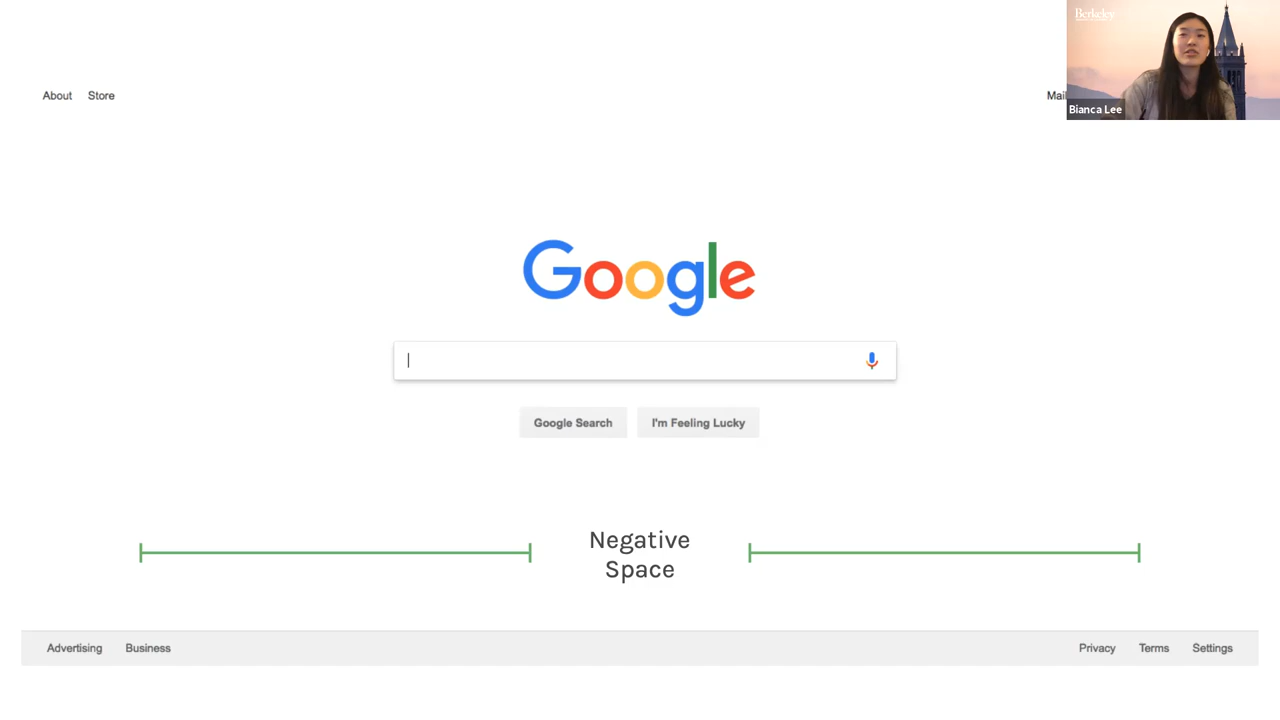 Berkeley
About Store
Mail
Bianca Lee
Google
Google Search I'm Feeling Lucky
Negative
Space
Advertising Business Privacy Terms Settings